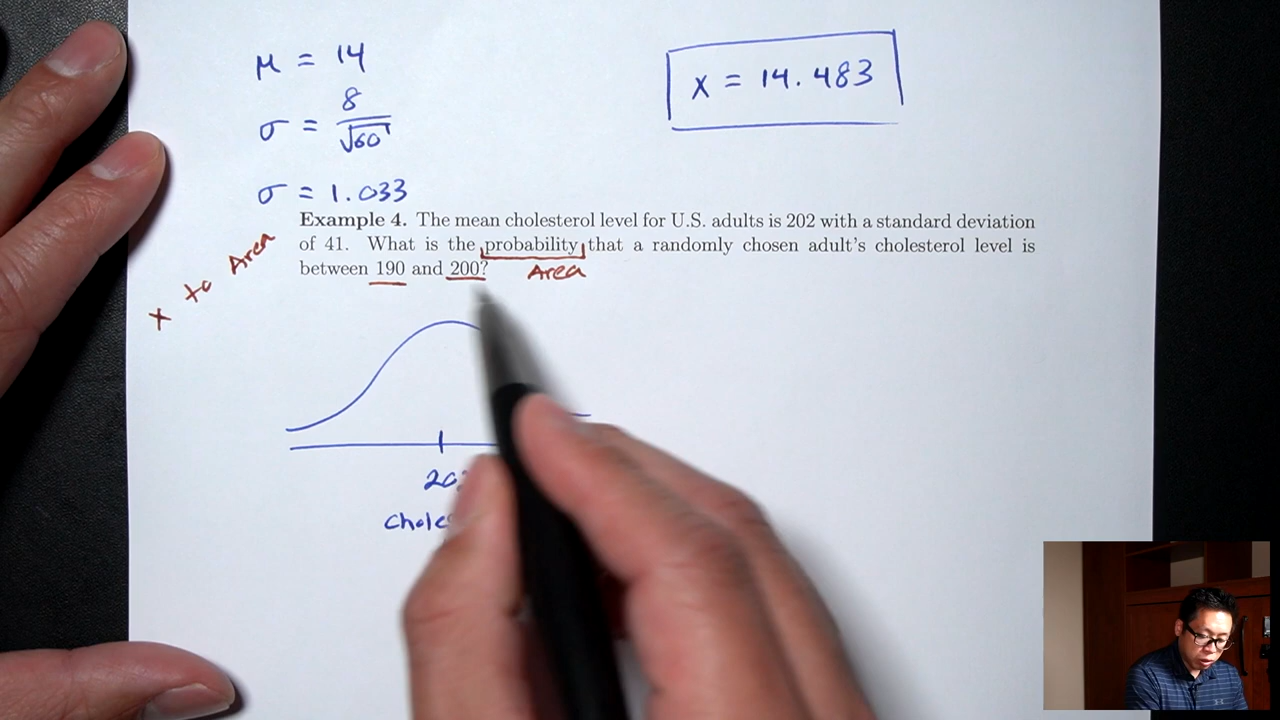 μ = 14
σ = 8/√60
σ = 1.033
x = 14.483
Example 4. The mean cholesterol level for U.S. adults is 202 with a standard deviation
of 41. What is the probability that a randomly chosen adult's cholesterol level is
between 190 and 200?
Area
x to Area